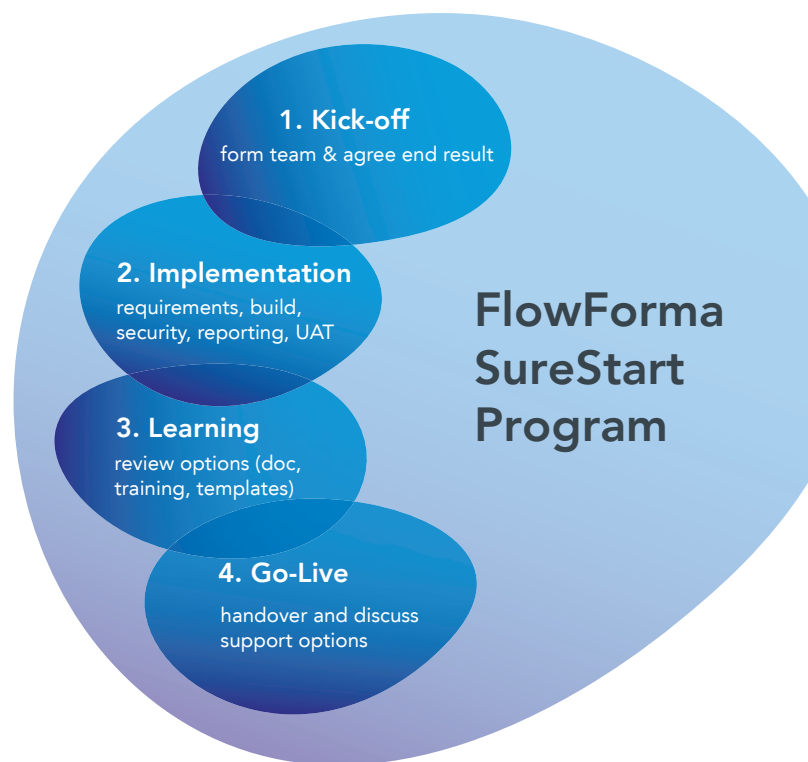 1. Kick-off
form team & agree end result
2. Implementation
requirements, build,
security, reporting, UAT
FlowForma
SureStart
Program
3. Learning
review options (doc,
training, templates)
4. Go-Live
handover and discuss
support options